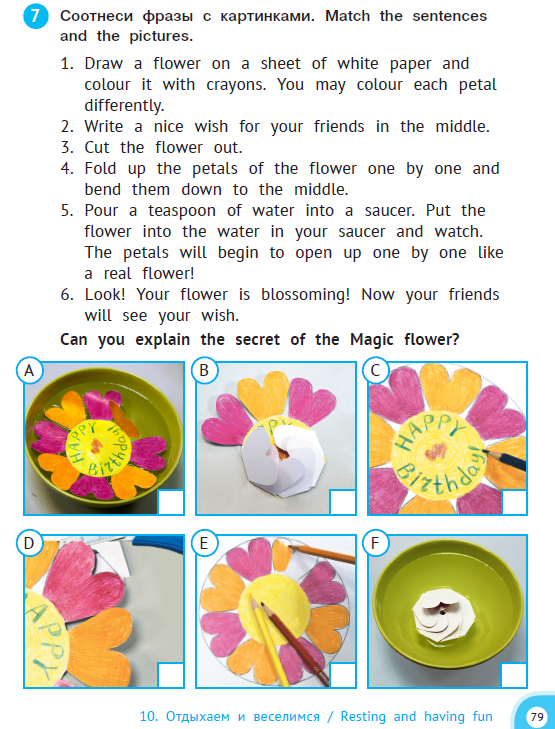 7 Соотнеси фразы с картинками. Match the sentences
and the pictures.
1. Draw a flower on a sheet of white paper and
colour it with crayons. You may colour each petal
differently.
2. Write a nice wish for your friends in the middle.
3. Cut the flower out.
4. Fold up the petals of the flower one by one and
bend them down to the middle.
5. Pour a teaspoon of water into a saucer. Put the
flower into the water in your saucer and watch.
The petals will begin to open up one by one like
a real flower!
6. Look! Your flower is blossoming! Now your friends
will see your wish.
Can you explain the secret of the Magic flower?
A
HAPPY
Birthday!
B
PY
C
HAPPY
Birthday!
D
APPY
E
F
10. Отдыхаем и веселимся / Resting and having fun
79